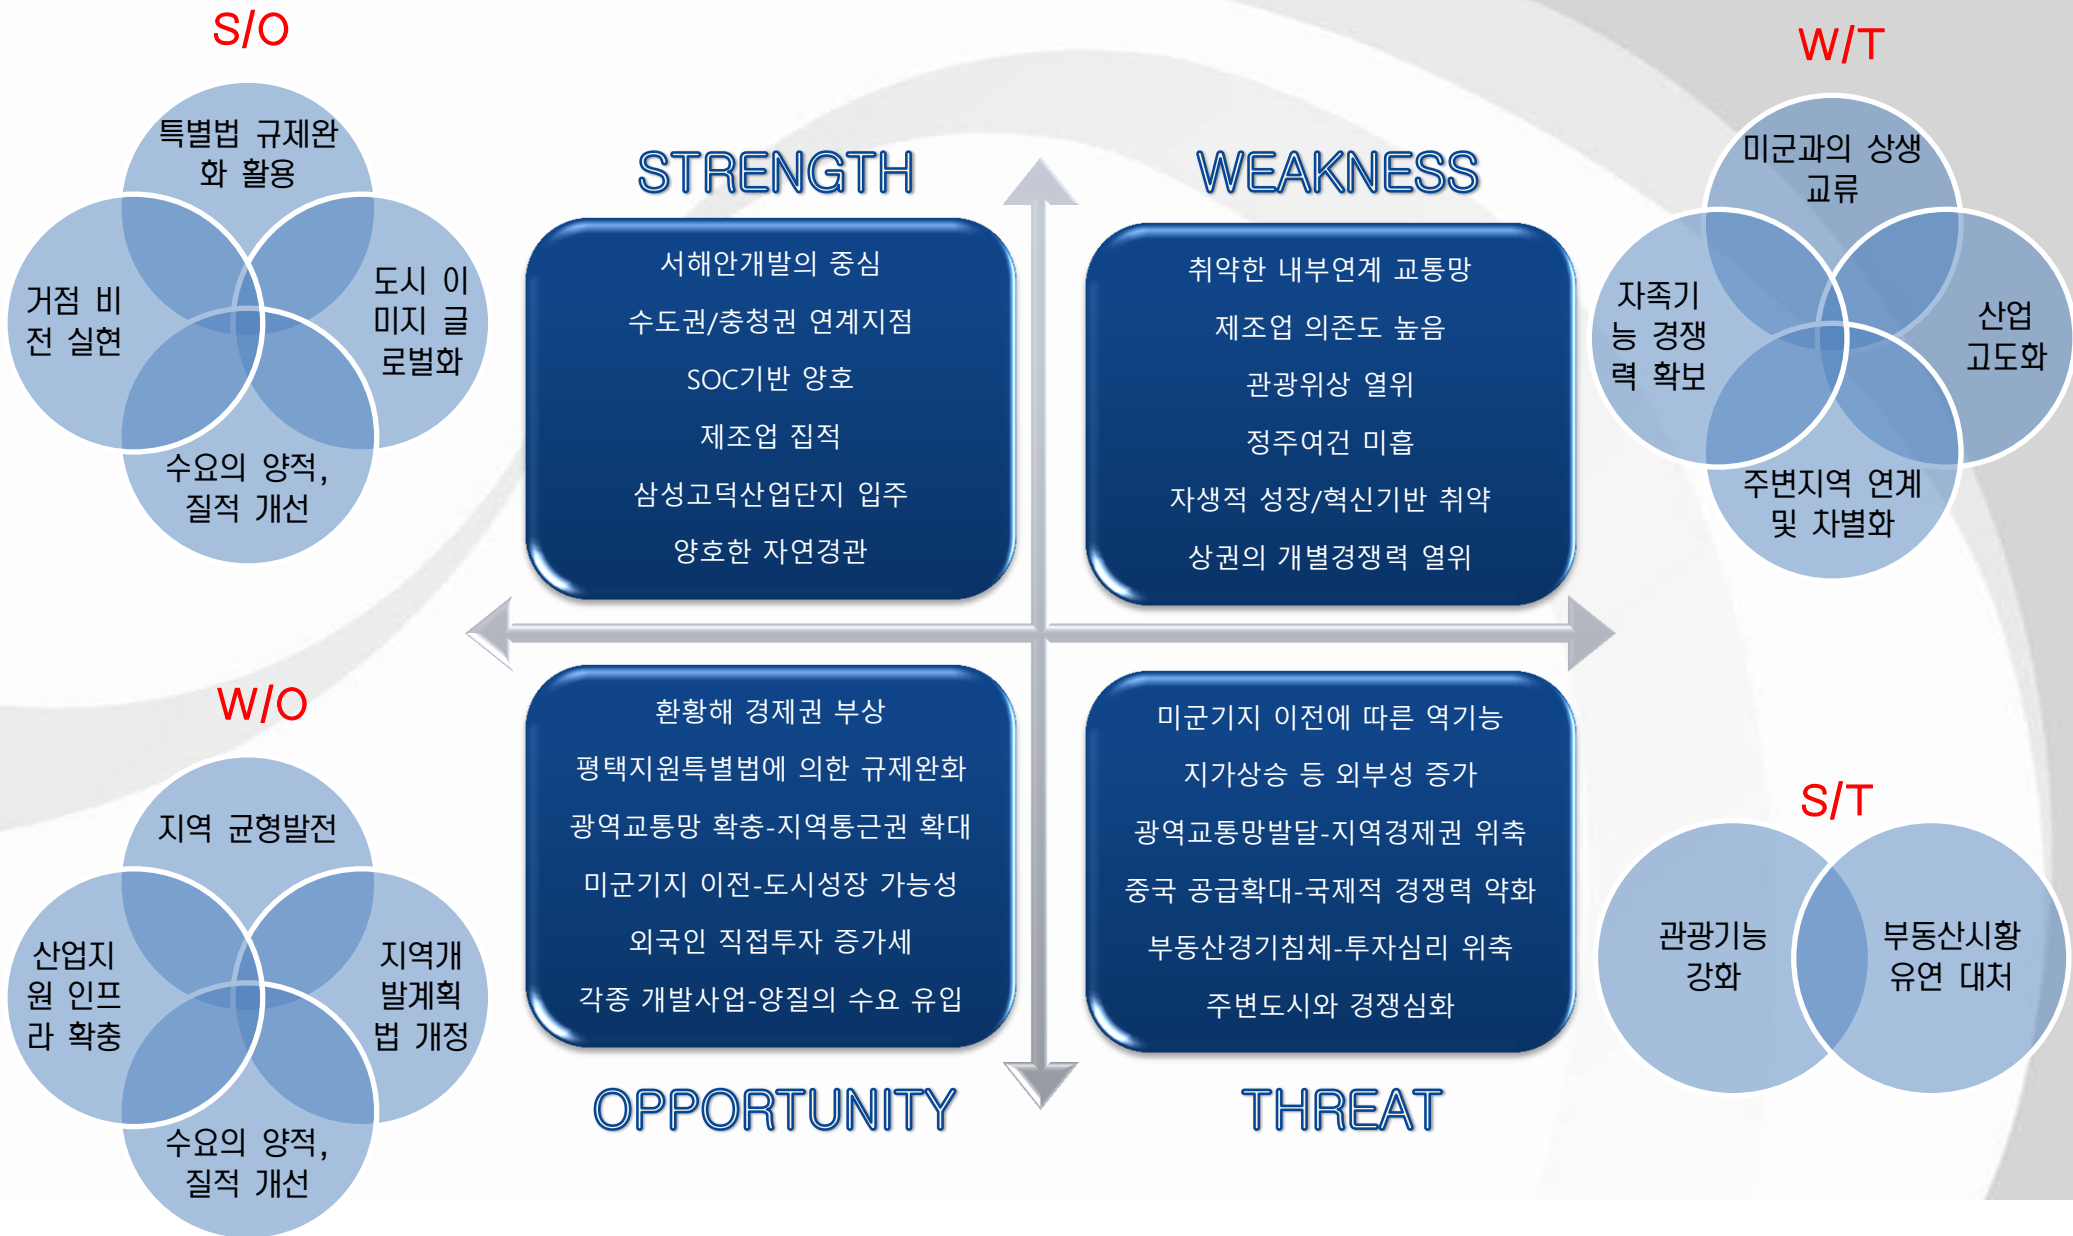 S/O
특별법 규제완
화 활용
거점 비
전 실현
도시 이
미지 글
로벌화
수요의 양적,
질적 개선
STRENGTH
서해안개발의 중심
수도권/충청권 연계지점
SOC기반 양호
제조업 집적
삼성고덕산업단지 입주
양호한 자연경관
WEAKNESS
취약한 내부연계 교통망
제조업 의존도 높음
관광위상 열위
정주여건 미흡
자생적 성장/혁신기반 취약
상권의 개별경쟁력 열위
W/T
미군과의 상생
교류
자족기
능 경쟁
력 확보
산업
고도화
주변지역 연계
및 차별화
W/O
지역 균형발전
산업지
원 인프
라 확충
지역개
발계획
법 개정
수요의 양적,
질적 개선
환황해 경제권 부상
평택지원특별법에 의한 규제완화
광역교통망 확충-지역통근권 확대
미군기지 이전-도시성장 가능성
외국인 직접투자 증가세
각종 개발사업-양질의 수요 유입
OPPORTUNITY
미군기지 이전에 따른 역기능
지가상승 등 외부성 증가
광역교통망발달-지역경제권 위축
중국 공급확대-국제적 경쟁력 약화
부동산경기침체-투자심리 위축
주변도시와 경쟁심화
THREAT
S/T
관광기능
강화
부동산시황
유연 대처